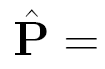 P̂ =